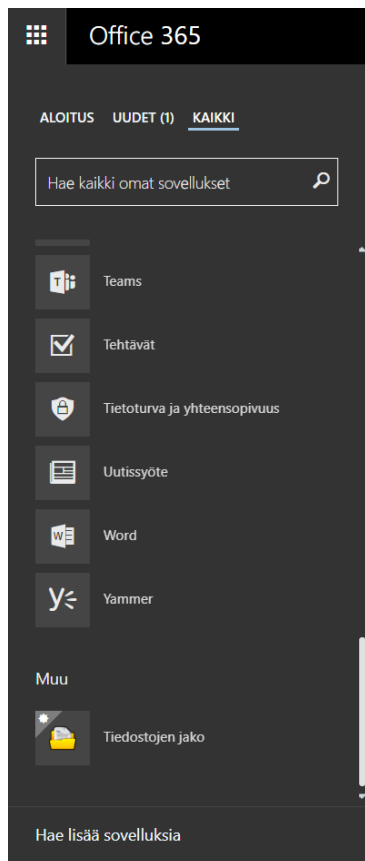 Office 365
ALOITUS UUDET (1) KAIKKI
Hae kaikki omat sovellukset
Teams
Tehtävät
Tietoturva ja yhteensopivuus
Uutissyöte
Word
Yammer
Muu
Tiedostojen jako
Hae lisää sovelluksia